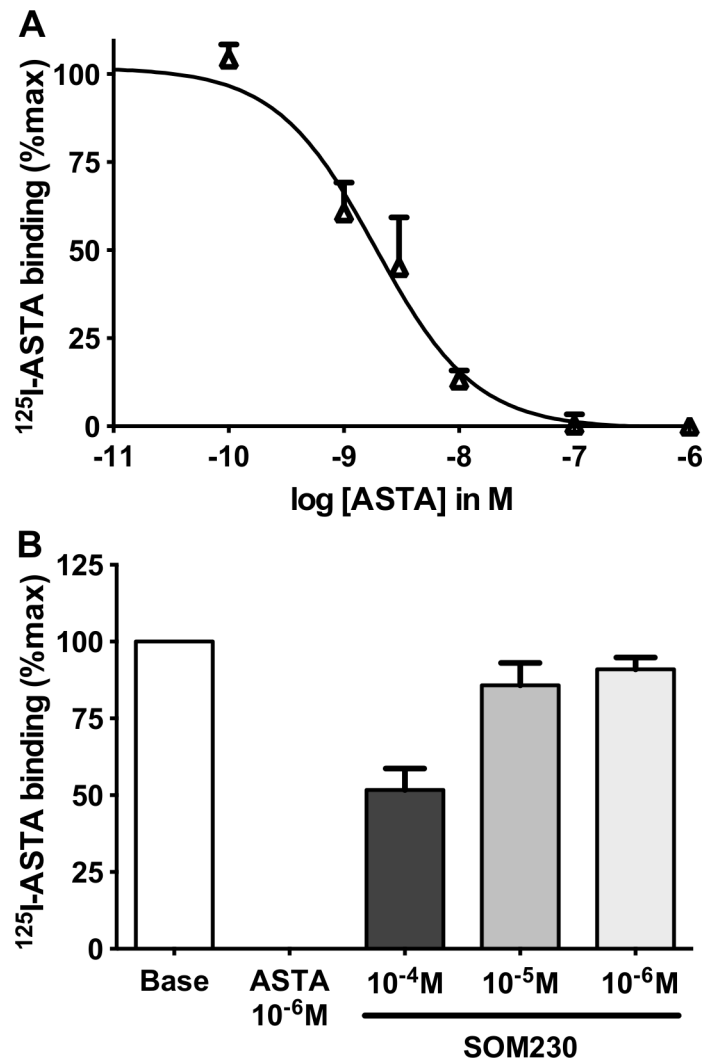 A
¹²⁵I-ASTA binding (%max)
100
75
50
25
0
-11 -10 -9 -8 -7 -6
log [ASTA] in M
B
¹²⁵I-ASTA binding (%max)
125
100
75
50
25
0
Base ASTA 10⁻⁴M 10⁻⁵M 10⁻⁶M
10⁻⁶M
SOM230